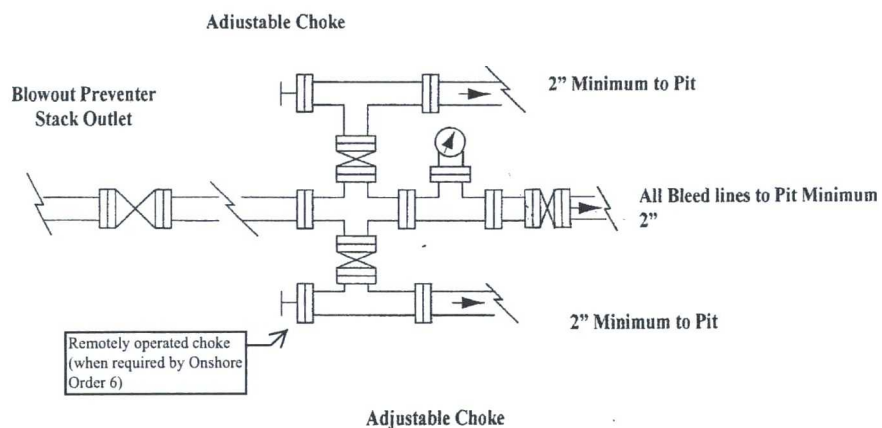 Adjustable Choke
2” Minimum to Pit
Blowout Preventer
Stack Outlet
All Bleed lines to Pit Minimum
2”
2” Minimum to Pit
Remotely operated choke
(when required by Onshore
Order 6)
Adjustable Choke